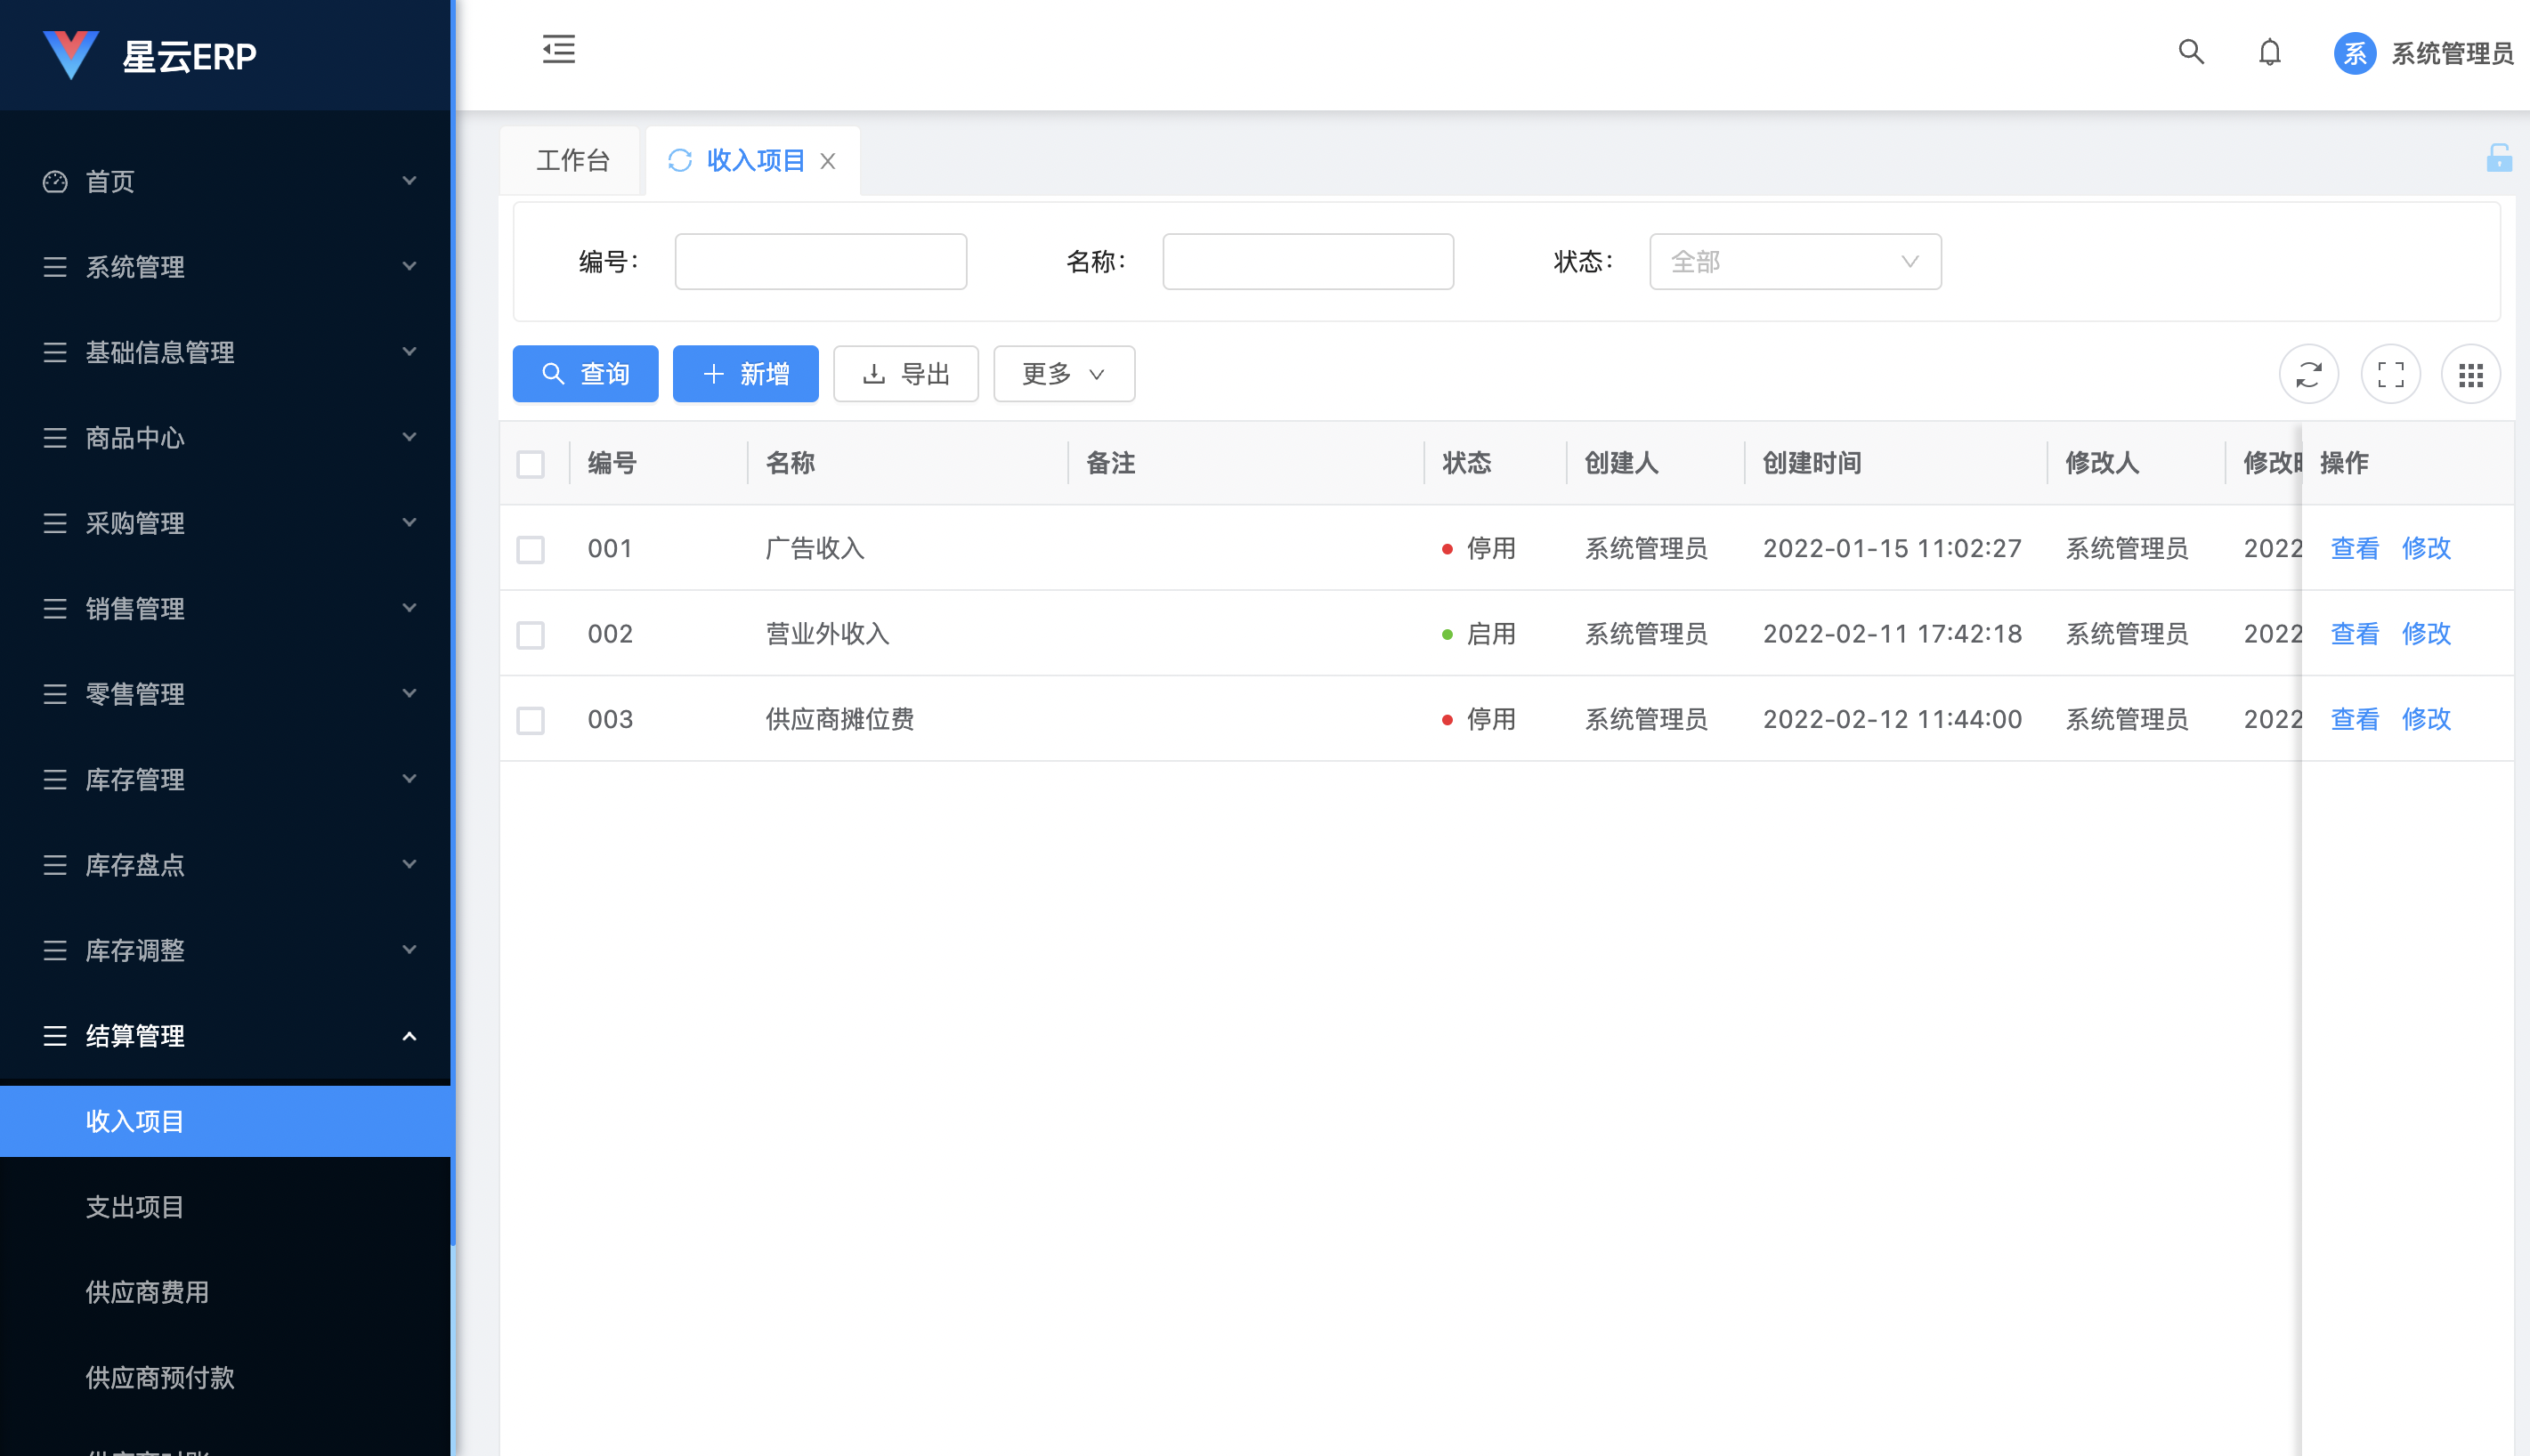 星云ERP
系 系统管理员
首页
系统管理
基础信息管理
商品中心
采购管理
销售管理
零售管理
库存管理
库存盘点
库存调整
结算管理
收入项目
支出项目
供应商费用
供应商预付款
工作台 收入项目
编号: 名称: 状态: 全部
查询 新增 导出 更多
编号 名称 备注 状态 创建人 创建时间 修改人 修改 操作
001 广告收入 停用 系统管理员 2022-01-15 11:02:27 系统管理员 2022 查看 修改
002 营业外收入 启用 系统管理员 2022-02-11 17:42:18 系统管理员 2022 查看 修改
003 供应商摊位费 停用 系统管理员 2022-02-12 11:44:00 系统管理员 2022 查看 修改